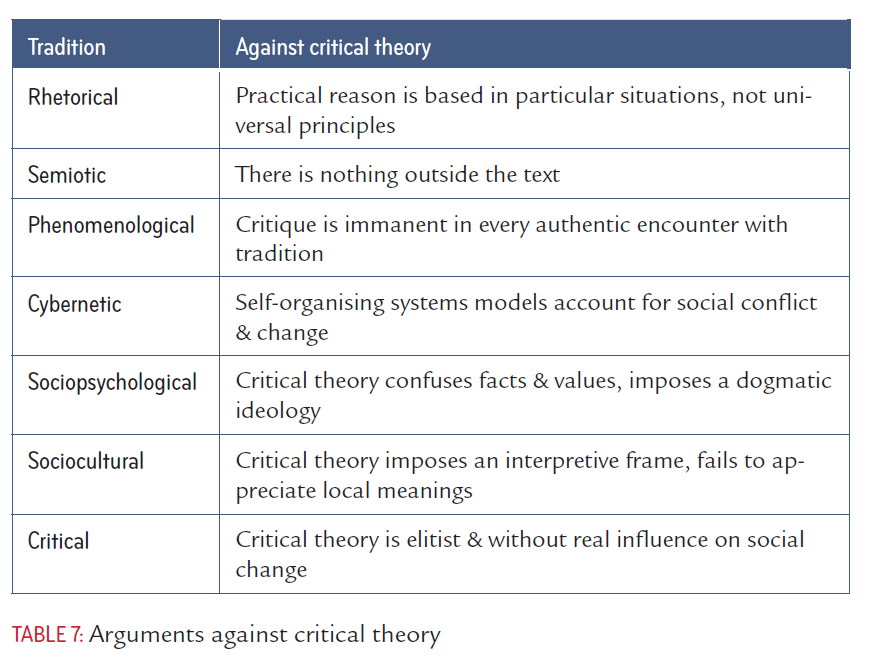 Tradition Against critical theory
Rhetorical Practical reason is based in particular situations, not uni-
versal principles
Semiotic There is nothing outside the text
Phenomenological Critique is immanent in every authentic encounter with
tradition
Cybernetic Self-organising systems models account for social conflict
& change
Sociopsychological Critical theory confuses facts & values, imposes a dogmatic
ideology
Sociocultural Critical theory imposes an interpretive frame, fails to ap-
preciate local meanings
Critical Critical theory is elitist & without real influence on social
change
TABLE 7: Arguments against critical theory